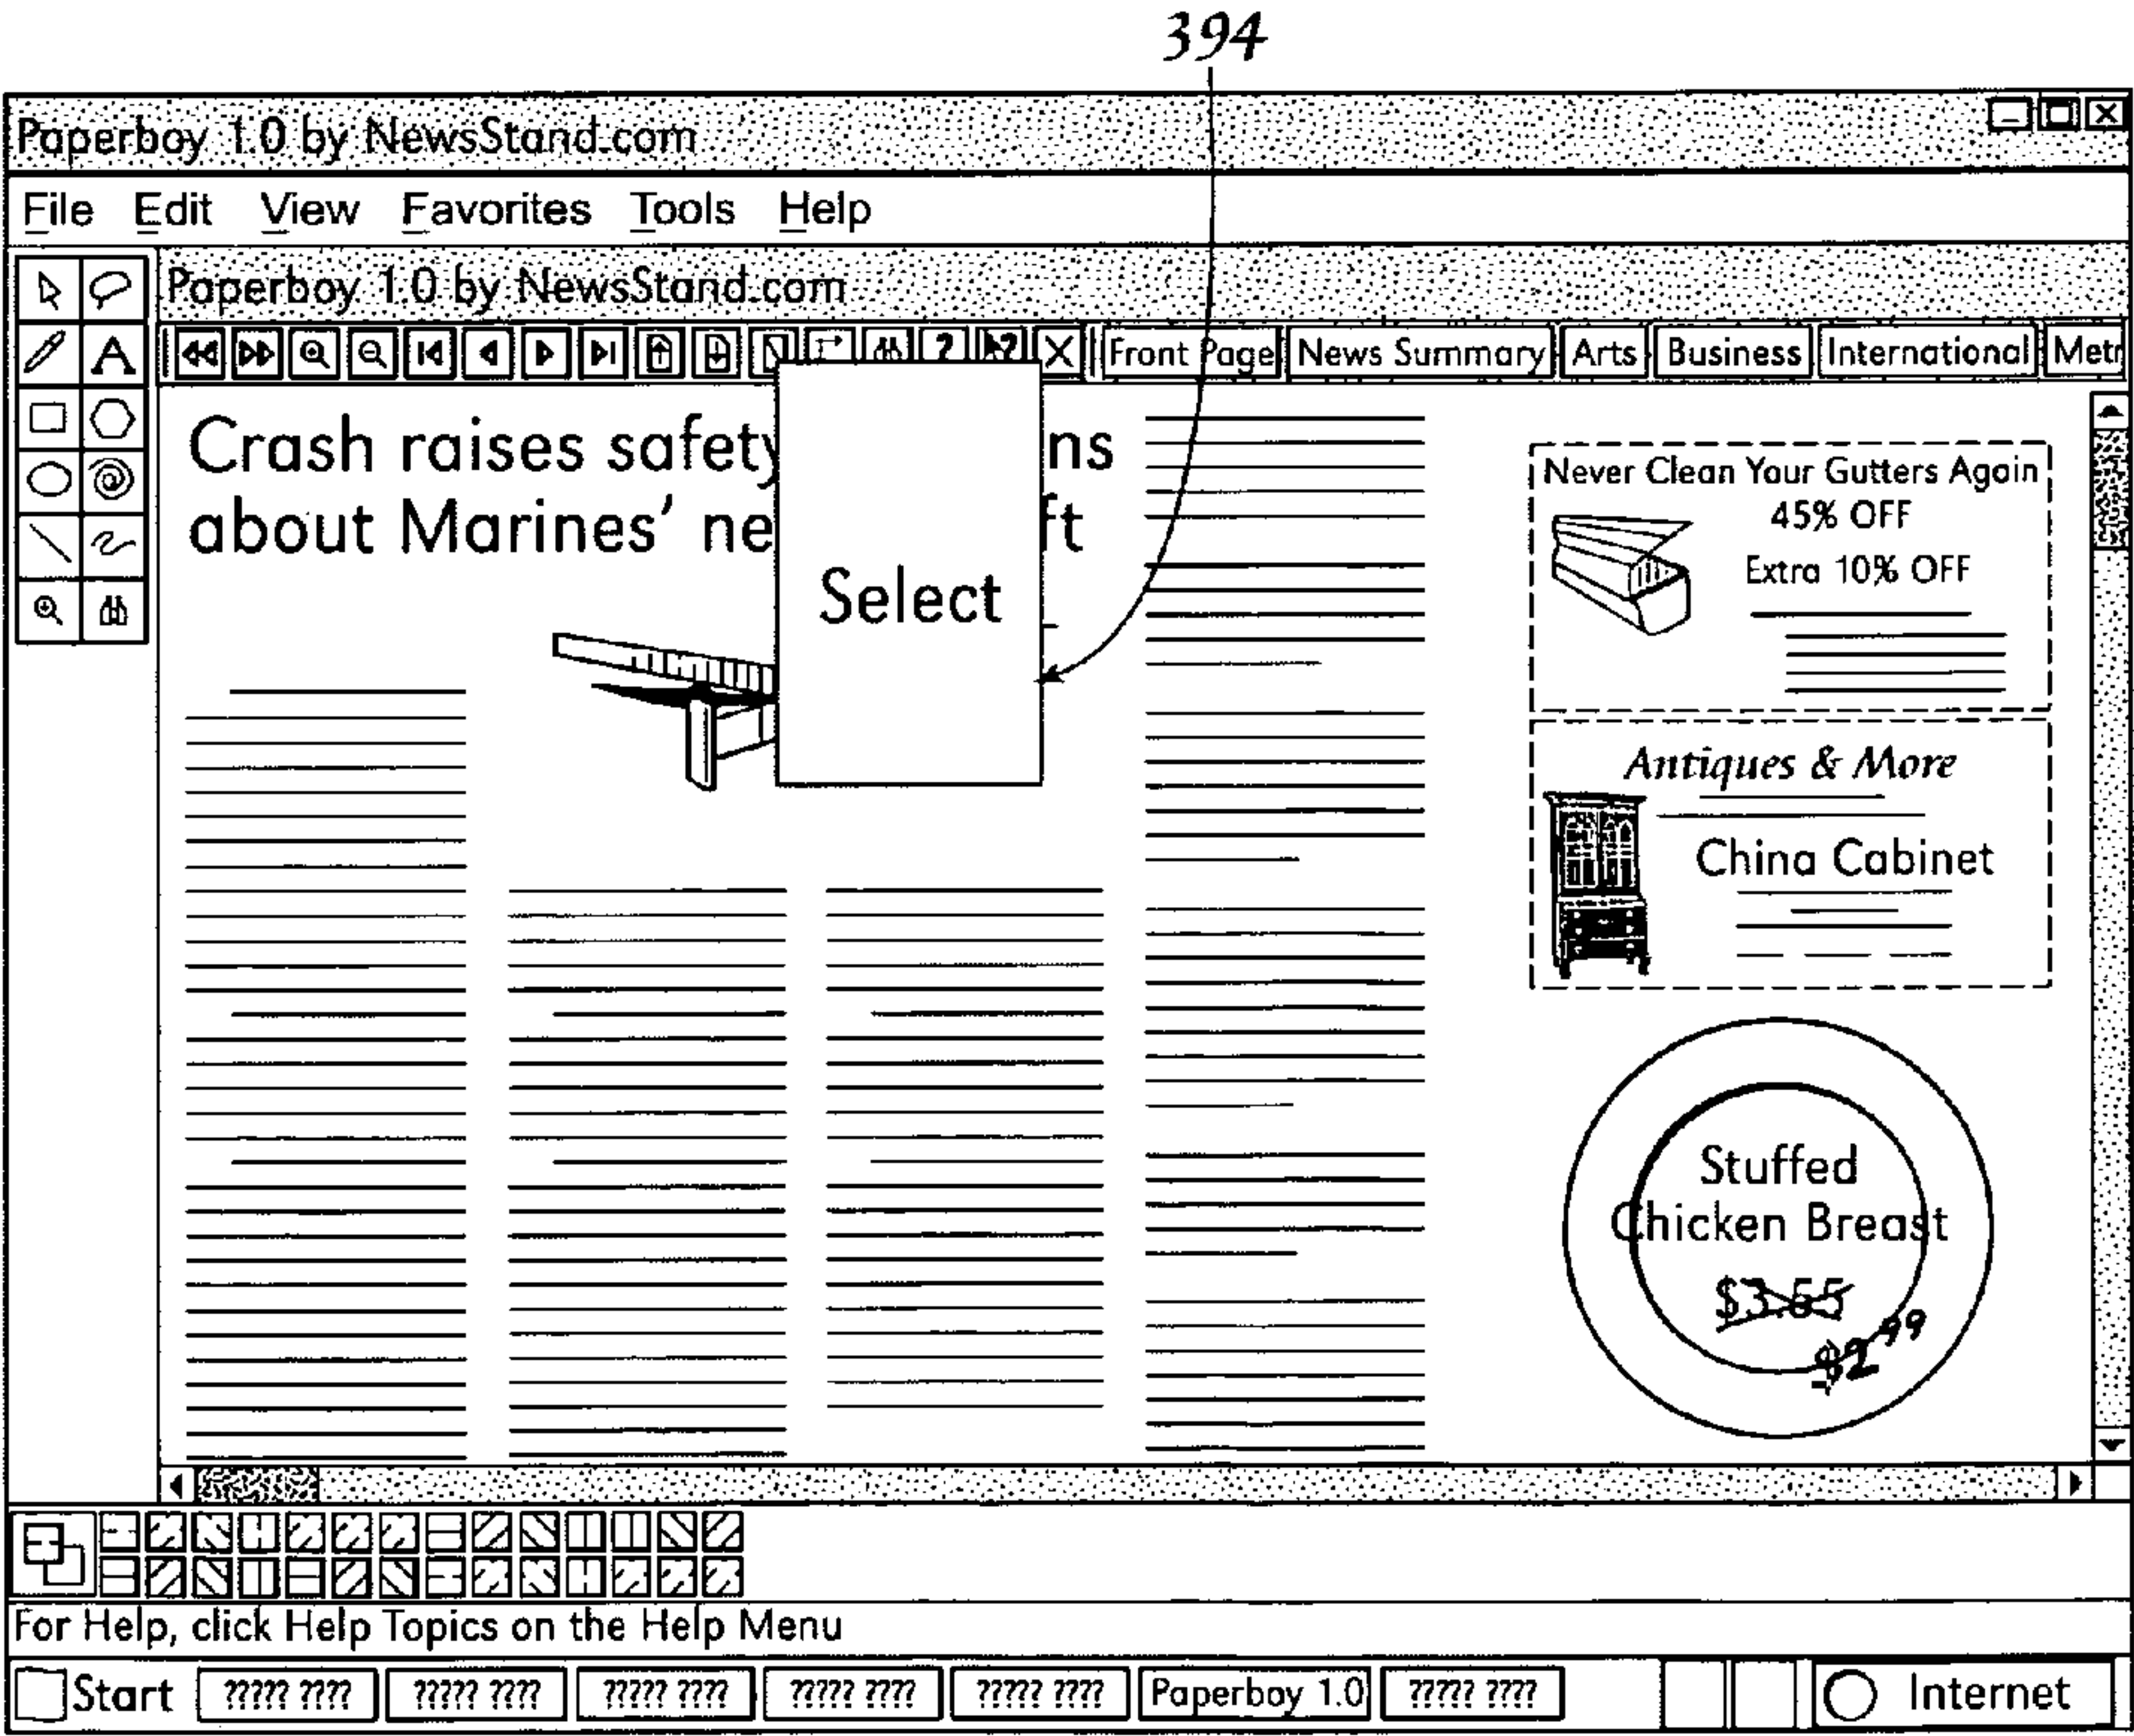 394
Paperboy 1.0 by NewsStand.com
File Edit View Favorites Tools Help
Paperboy 1.0 by NewsStand.com
A
? ? X Front Page News Summary Arts Business International Metr
Crash raises safety ns
about Marines' ne ft
Select
Never Clean Your Gutters Again
45% OFF
Extra 10% OFF
Antiques & More
China Cabinet
Stuffed
Chicken Breast
$3.65
$2.99
For Help, click Help Topics on the Help Menu
Start ????? ???? ????? ???? ????? ???? ????? ???? ????? ???? Paperboy 1.0 ????? ???? Internet